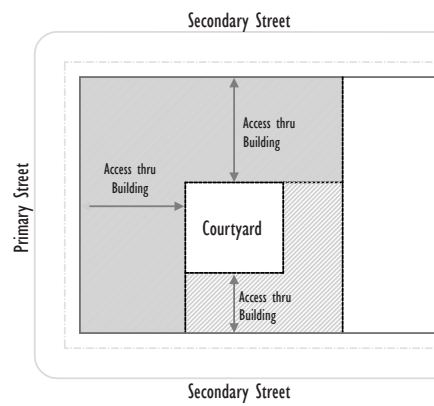 Secondary Street
Access thru
Building
Access thru
Building
Primary Street
Courtyard
Access thru
Building
Secondary Street